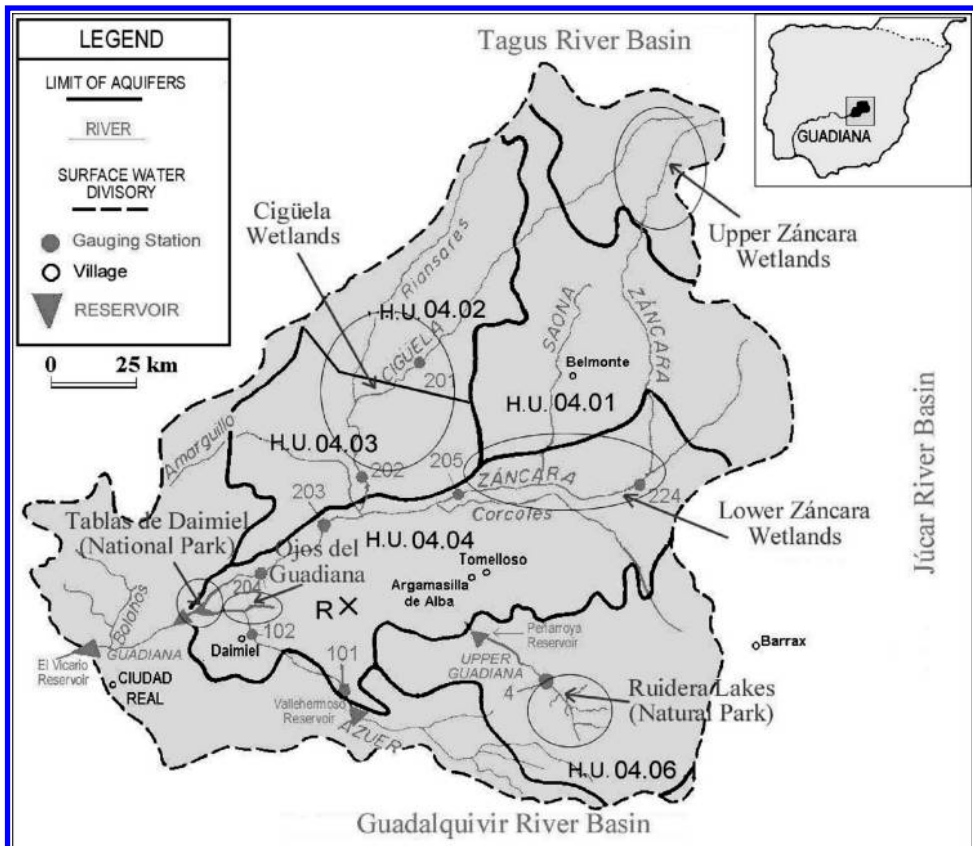 LEGEND
LIMIT OF AQUIFERS
RIVER
SURFACE WATER
DIVISORY
Gauging Station
Village
RESERVOIR
0 25 km
Tagus River Basin
GUADIANA
Cigüela
Wetlands
Riansares
Upper Záncara
Wetlands
H.U. 04.02
CIGÜELA
201
SAONA
ZÁNCARA
Belmonte
H.U. 04.01
Júcar River Basin
Amarguillo
H.U. 04.03
202
205
ZÁNCARA
224
203
Corcoles
Lower Záncara
Wetlands
Tablas de Daimiel
(National Park)
H.U. 04.04
Ojos del
Guadiana
204
Tomelloso
Argamasilla
de Alba
R
Bolaños
102
Daimiel
GUADIANA
El Vicario
Reservoir
CIUDAD
REAL
101
Vallehermoso
Reservoir
AZUER
Peñarroya
Reservoir
UPPER
GUADIANA
4
Barrax
Ruidera Lakes
(Natural Park)
H.U. 04.06
Guadalquivir River Basin